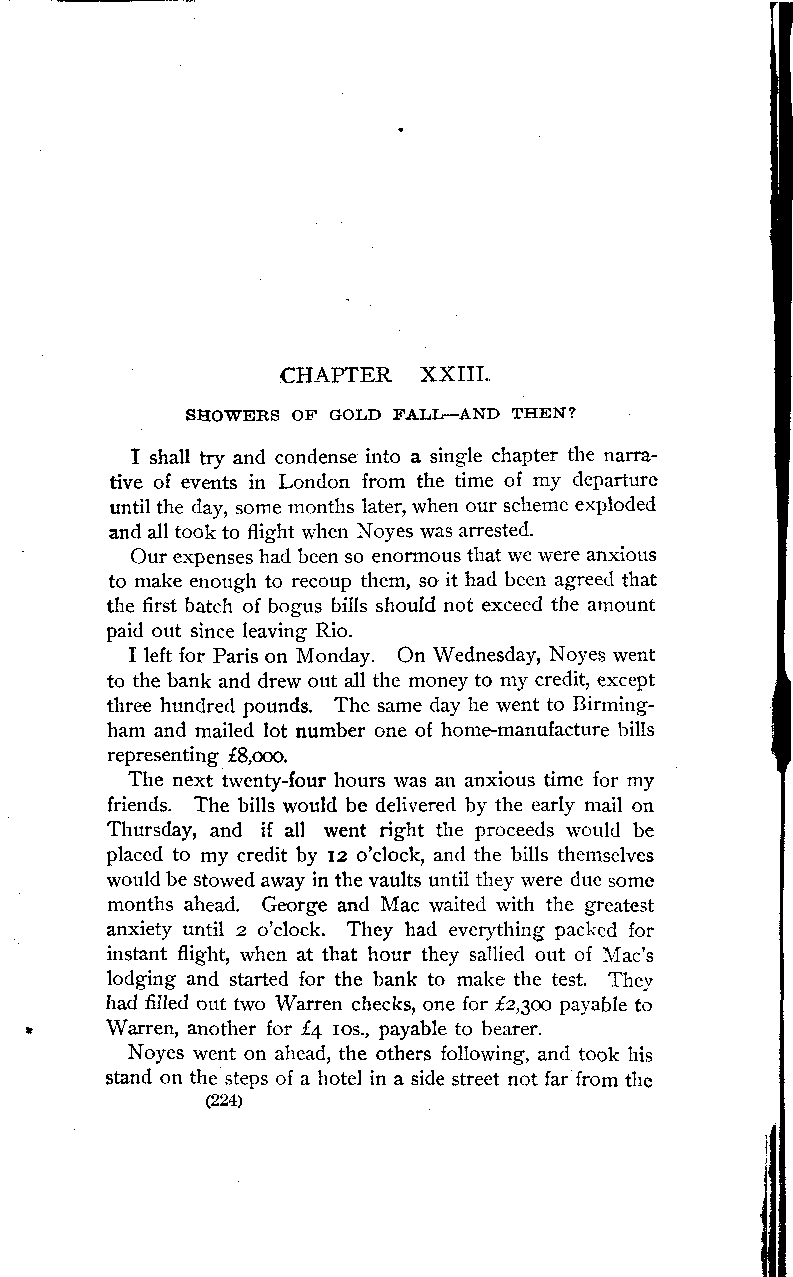 CHAPTER XXIII.
SHOWERS OF GOLD FALL—AND THEN?
I shall try and condense into a single chapter the narra-
tive of events in London from the time of my departure
until the day, some months later, when our scheme exploded
and all took to flight when Noyes was arrested.
Our expenses had been so enormous that we were anxious
to make enough to recoup them, so it had been agreed that
the first batch of bogus bills should not exceed the amount
paid out since leaving Rio.
I left for Paris on Monday. On Wednesday, Noyes went
to the bank and drew out all the money to my credit, except
three hundred pounds. The same day he went to Birming-
ham and mailed lot number one of home-manufacture bills
representing £8,000.
The next twenty-four hours was an anxious time for my
friends. The bills would be delivered by the early mail on
Thursday, and if all went right the proceeds would be
placed to my credit by 12 o'clock, and the bills themselves
would be stowed away in the vaults until they were due some
months ahead. George and Mac waited with the greatest
anxiety until 2 o'clock. They had everything packed for
instant flight, when at that hour they sallied out of Mac's
lodging and started for the bank to make the test. They
had filled out two Warren checks, one for £2,300 payable to
Warren, another for £4 10s., payable to bearer.
Noyes went on ahead, the others following, and took his
stand on the steps of a hotel in a side street not far from the
(224)